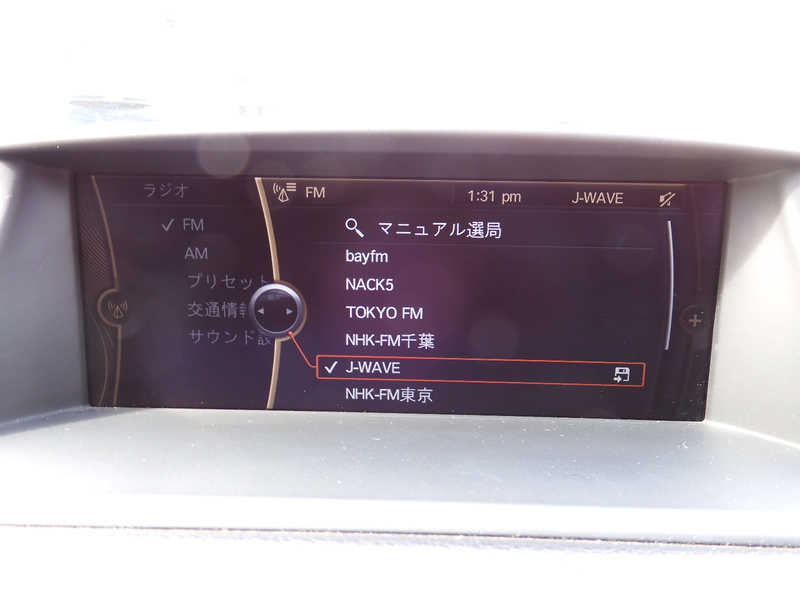 ラジオ
FM
AM
プリセット
交通情報
サウンド設
FM
1:31 pm
J-WAVE
マニュアル選局
bayfm
NACK5
TOKYO FM
NHK-FM千葉
J-WAVE
NHK-FM東京